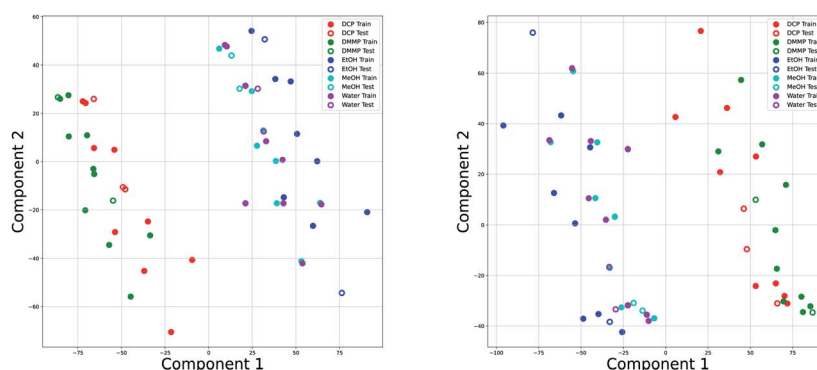 60
40
20
0
−20
−40
−60
−75
−50
−25
0
25
50
75
Component 1
Component 2
DCP Train
DCP Test
DMMP Train
DMMP Test
EtOH Train
EtOH Test
MeOH Train
MeOH Test
Water Train
Water Test
80
60
40
20
0
−20
−40
−100
−75
−50
−25
0
25
50
75
Component 1
Component 2
DCP Train
DCP Test
DMMP Train
DMMP Test
EtOH Train
EtOH Test
MeOH Train
MeOH Test
Water Train
Water Test